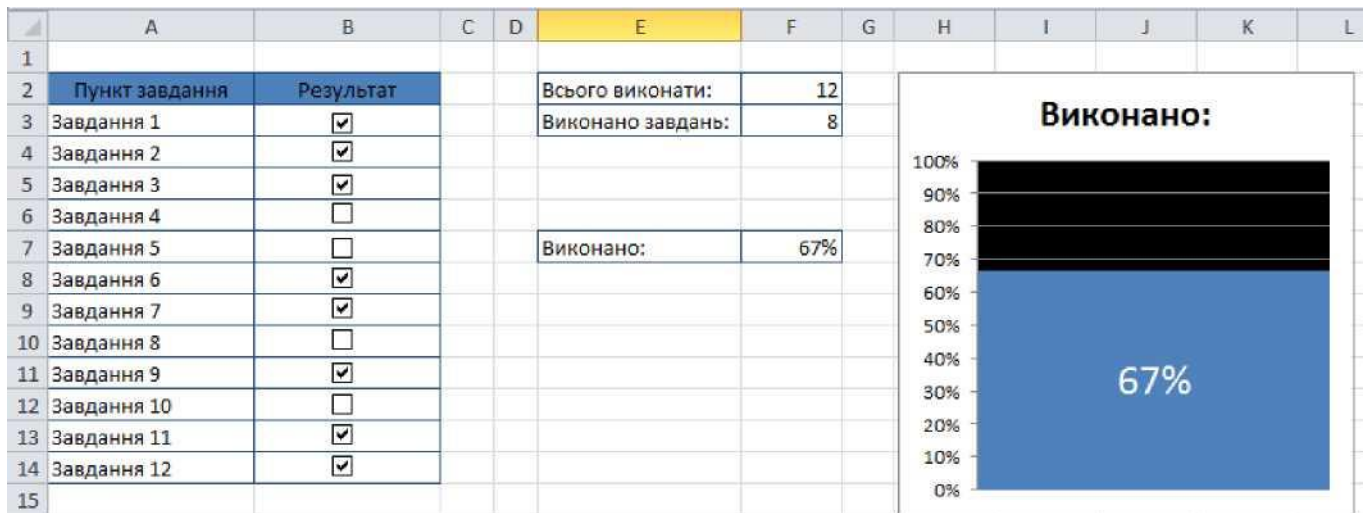 A B C D E F G H I J K L
1
2 Пункт завдання Результат Всього виконати: 12
3 Завдання 1 Виконано завдань: 8
4 Завдання 2
5 Завдання 3
6 Завдання 4
7 Завдання 5 Виконано: 67%
8 Завдання 6
9 Завдання 7
10 Завдання 8
11 Завдання 9
12 Завдання 10
13 Завдання 11
14 Завдання 12
15
Виконано:
100%
90%
80%
70%
60%
50%
40%
30%
20%
10%
0%
67%